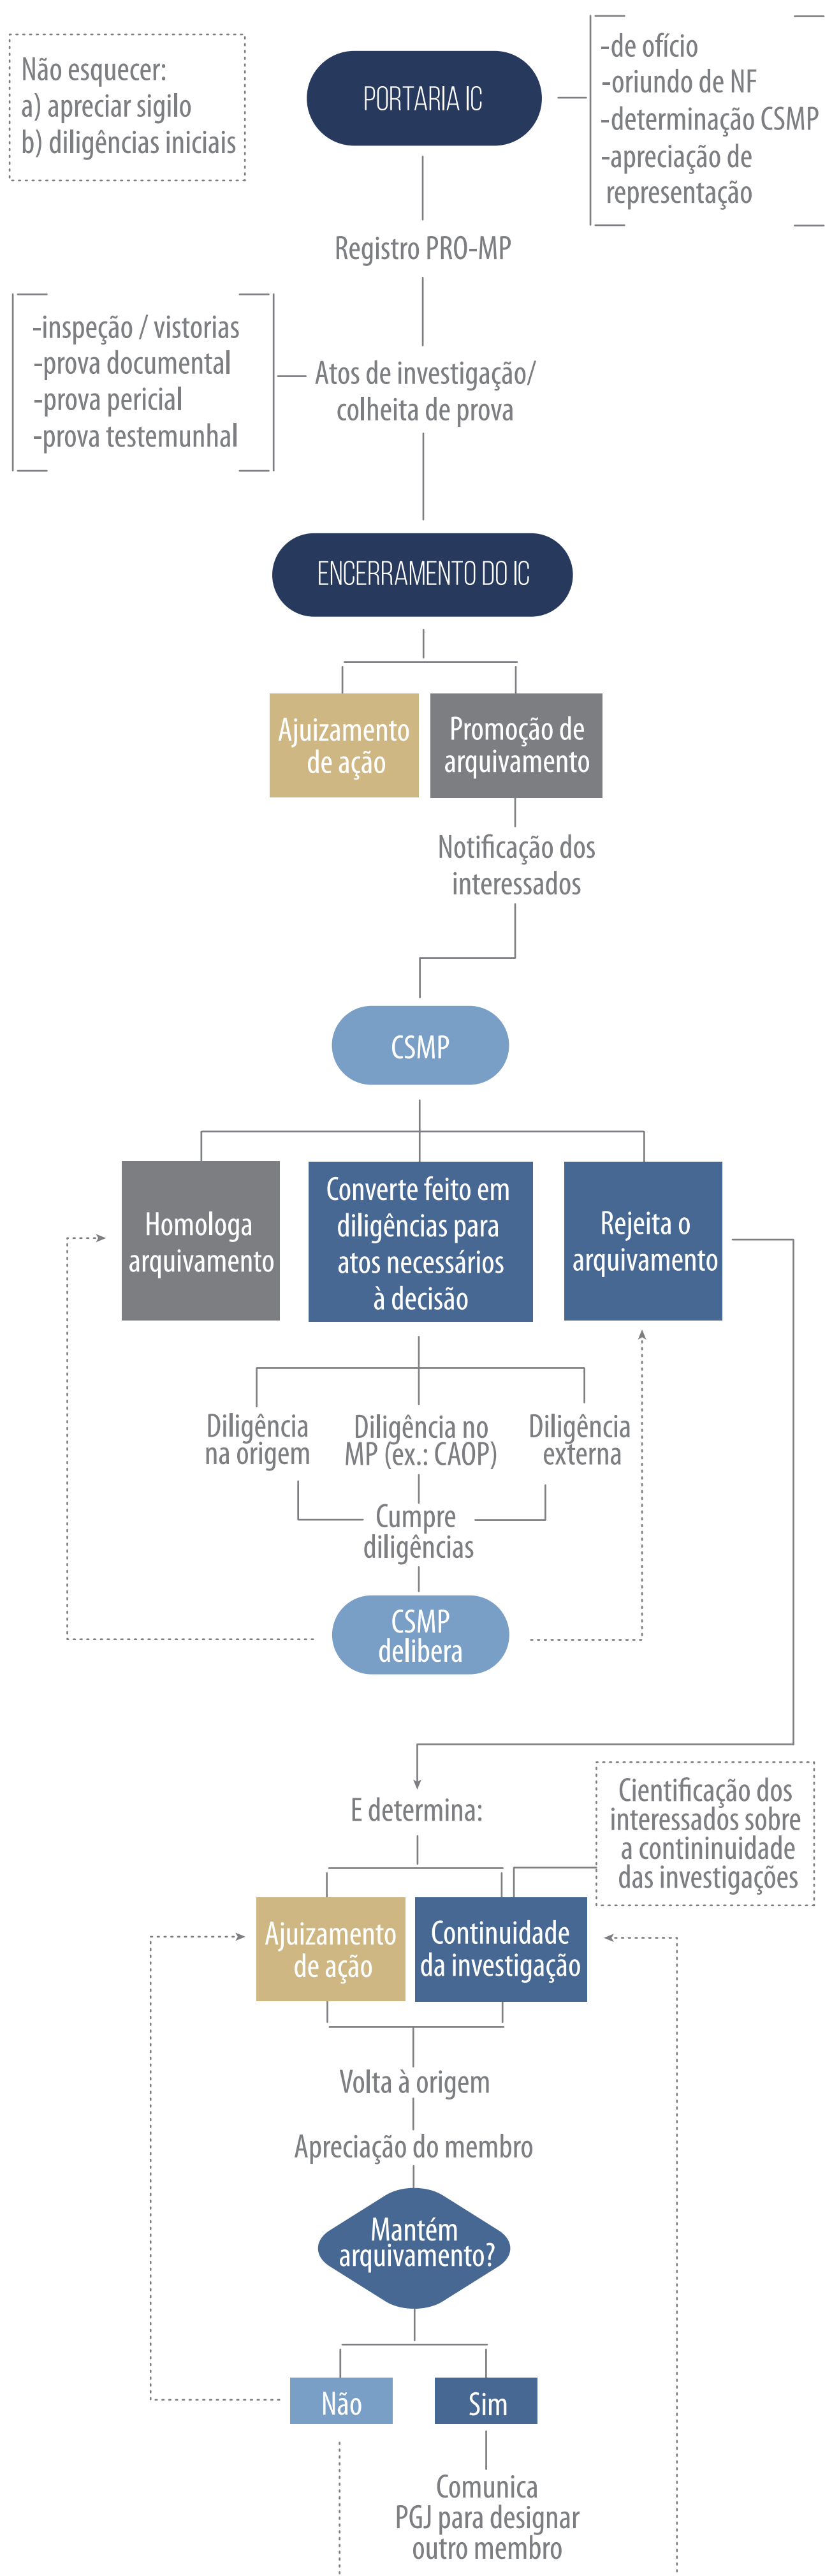 Não esquecer:
a) apreciar sigilo
b) diligências iniciais
PORTARIA IC
-de ofício
-oriundo de NF
-determinação CSMP
-apreciação de
representação
Registro PRO-MP
-inspeção / vistorias
-prova documental
-prova pericial
-prova testemunhal
Atos de investigação/
colheita de prova
ENCERRAMENTO DO IC
Ajuizamento
de ação
Promoção de
arquivamento
Notificação dos
interessados
CSMP
Homologa
arquivamento
Converte feito em
diligências para
atos necessários
à decisão
Rejeita o
arquivamento
Diligência
na origem
Diligência no
MP (ex.: CAOP)
Diligência
externa
Cumpre
diligências
CSMP
delibera
E determina:
Cientificação dos
interessados sobre
a contininuidade
das investigações
Ajuizamento
de ação
Continuidade
da investigação
Volta à origem
Apreciação do membro
Mantém
arquivamento?
Não
Sim
Comunica
PGJ para designar
outro membro